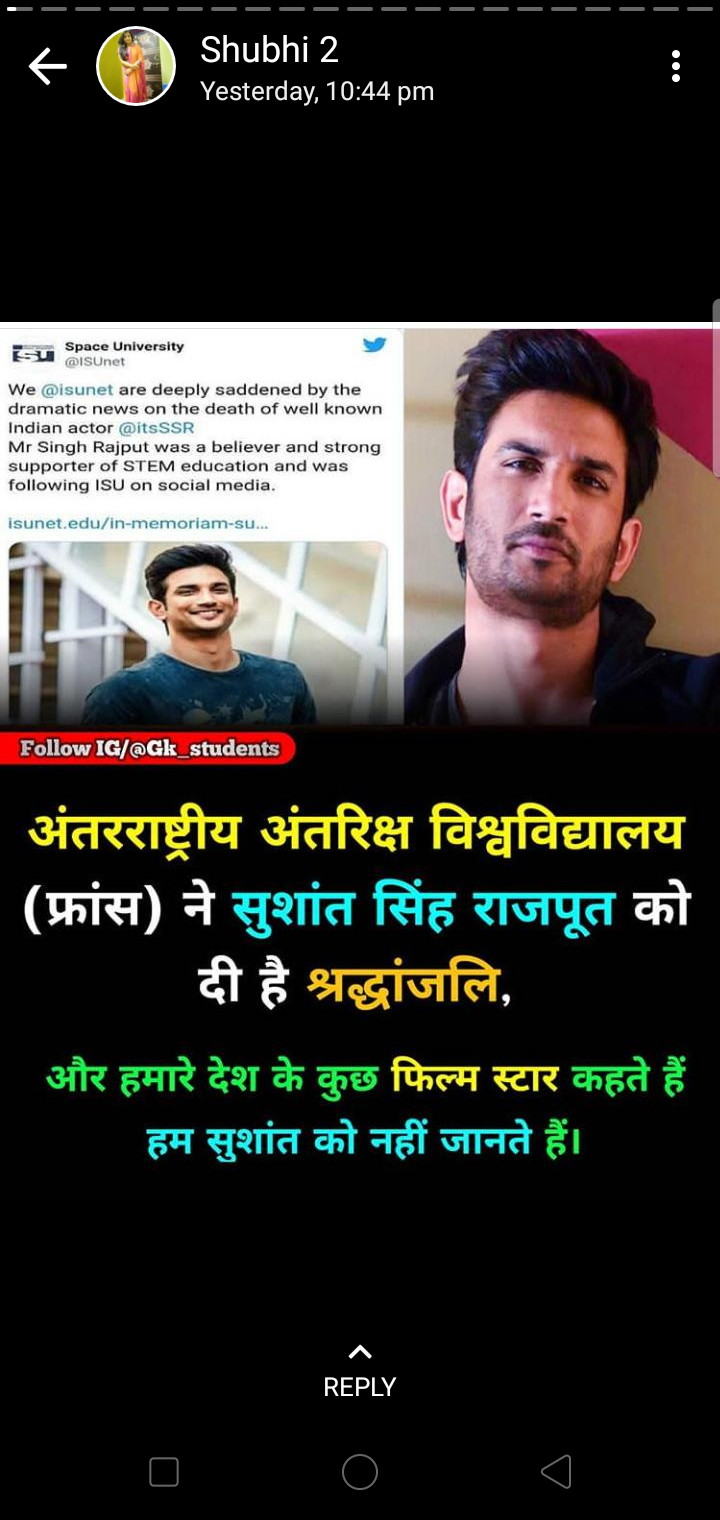 Shubhi 2
Yesterday, 10:44 pm
ISU
Space University
@ISUnet
We @isunet are deeply saddened by the
dramatic news on the death of well known
Indian actor @itsSSR
Mr Singh Rajput was a believer and strong
supporter of STEM education and was
following ISU on social media.
isunet.edu/in-memoriam-su...
Follow IG/@Gk_students
अंतरराष्ट्रीय अंतरिक्ष विश्वविद्यालय
(फ्रांस) ने सुशांत सिंह राजपूत को
दी है श्रद्धांजलि,
और हमारे देश के कुछ फिल्म स्टार कहते हैं
हम सुशांत को नहीं जानते हैं।
REPLY